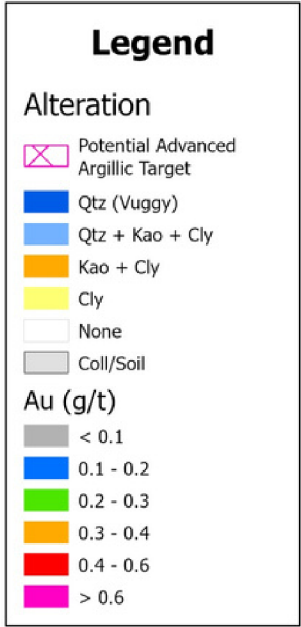 Legend
Alteration
Potential Advanced
Argillic Target
Qtz (Vuggy)
Qtz + Kao + Cly
Kao + Cly
Cly
None
Coll/Soil
Au (g/t)
< 0.1
0.1 - 0.2
0.2 - 0.3
0.3 - 0.4
0.4 - 0.6
> 0.6